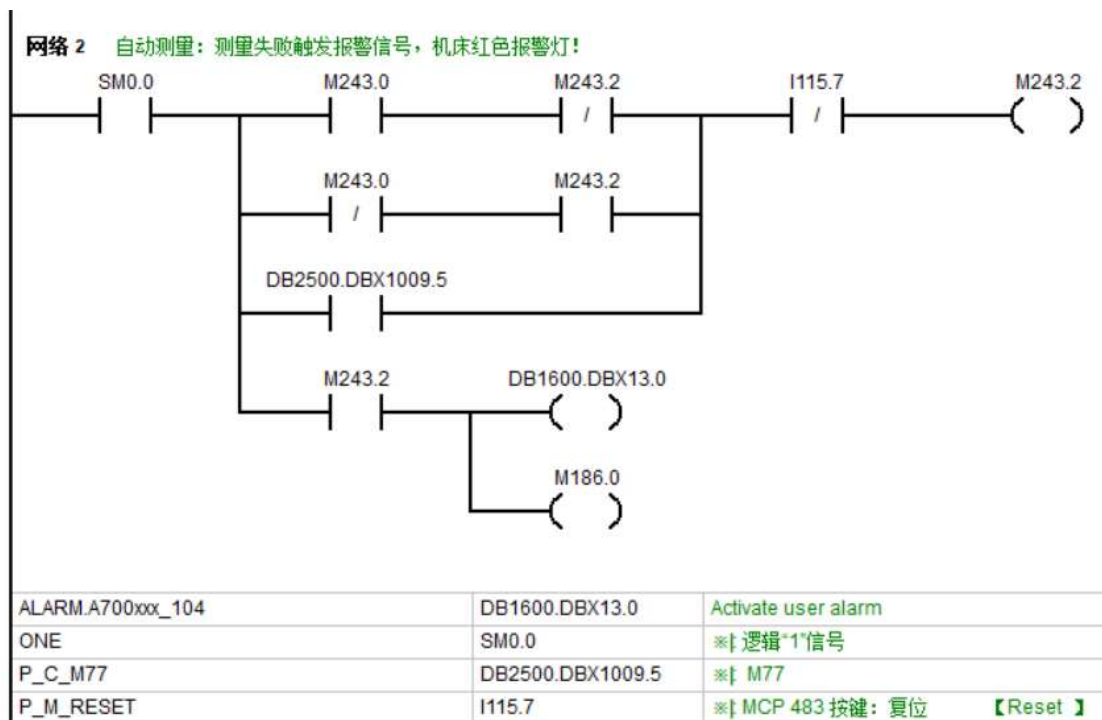 网络 2 自动测量：测量失败触发报警信号，机床红色报警灯！
SM0.0 M243.0 M243.2 I115.7 M243.2
/ /
M243.0 M243.2
/
DB2500.DBX1009.5
M243.2 DB1600.DBX13.0
M186.0
ALARM.A700xxx_104 DB1600.DBX13.0 Activate user alarm
ONE SM0.0 ※‡ 逻辑“1”信号
P_C_M77 DB2500.DBX1009.5 ※‡ M77
P_M_RESET I115.7 ※‡ MCP 483 按键：复位 【Reset 】